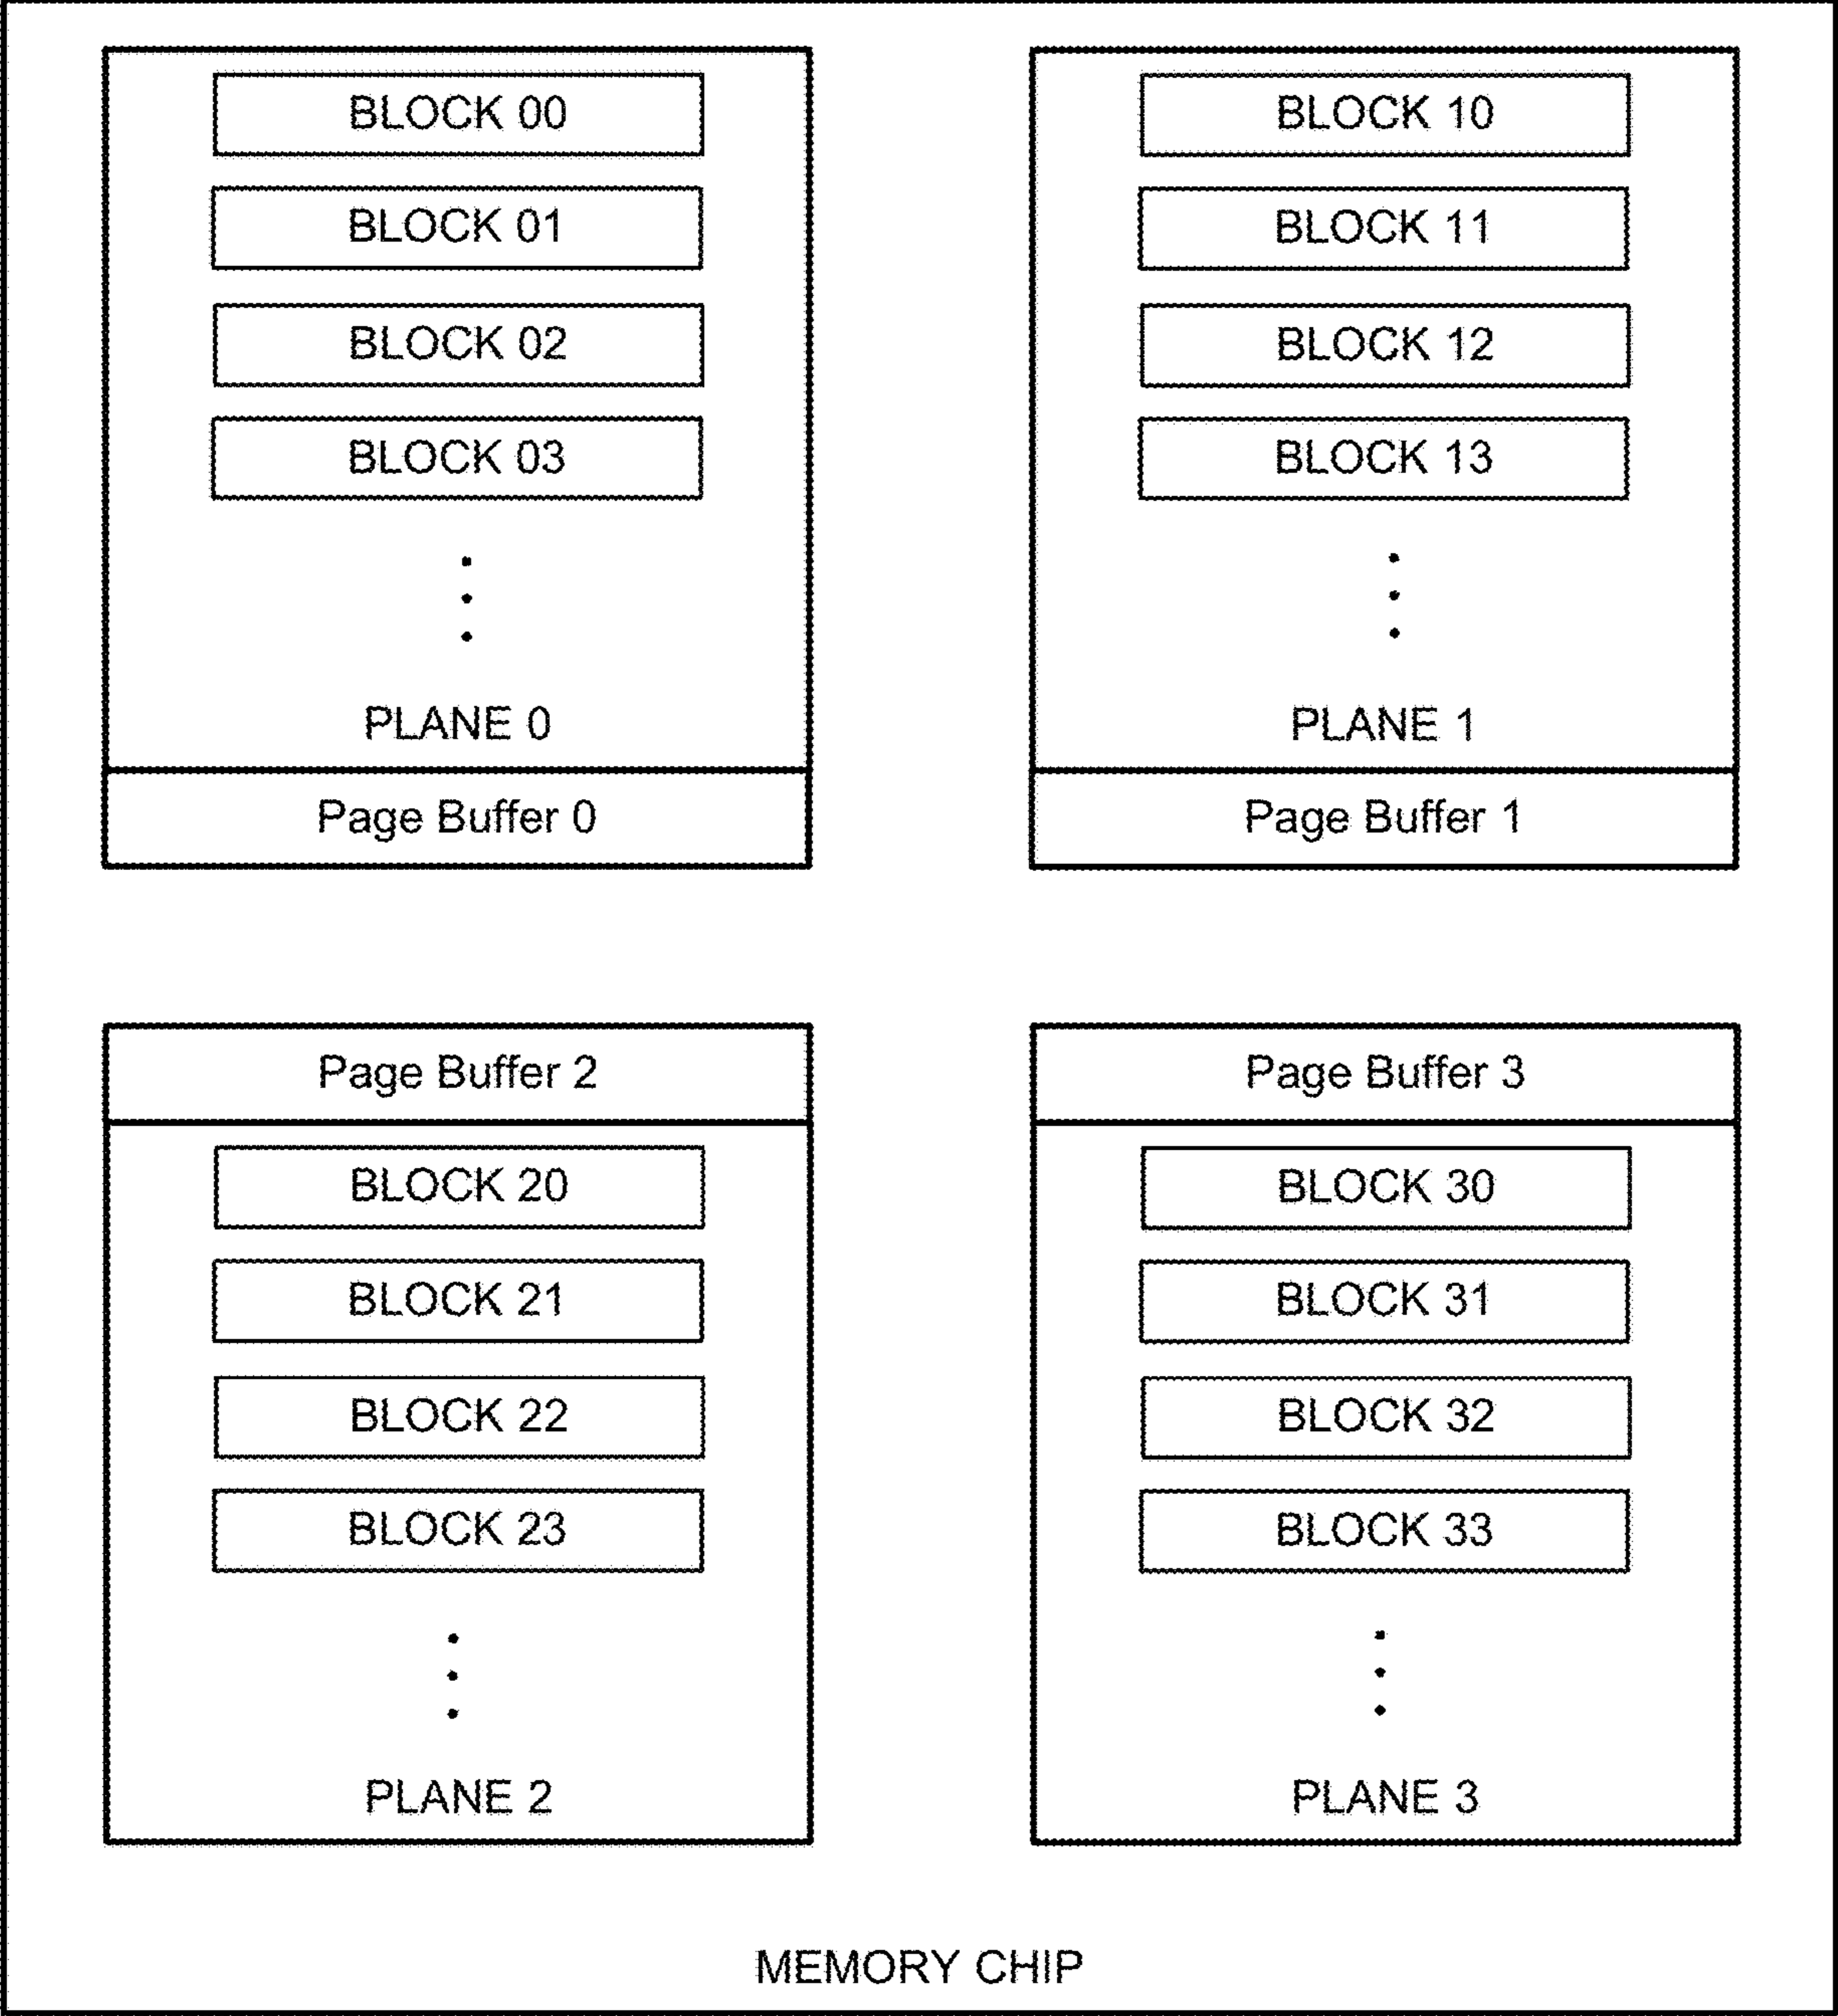 BLOCK 00
BLOCK 01
BLOCK 02
BLOCK 03
PLANE 0
Page Buffer 0
BLOCK 10
BLOCK 11
BLOCK 12
BLOCK 13
PLANE 1
Page Buffer 1
Page Buffer 2
BLOCK 20
BLOCK 21
BLOCK 22
BLOCK 23
PLANE 2
Page Buffer 3
BLOCK 30
BLOCK 31
BLOCK 32
BLOCK 33
PLANE 3
MEMORY CHIP